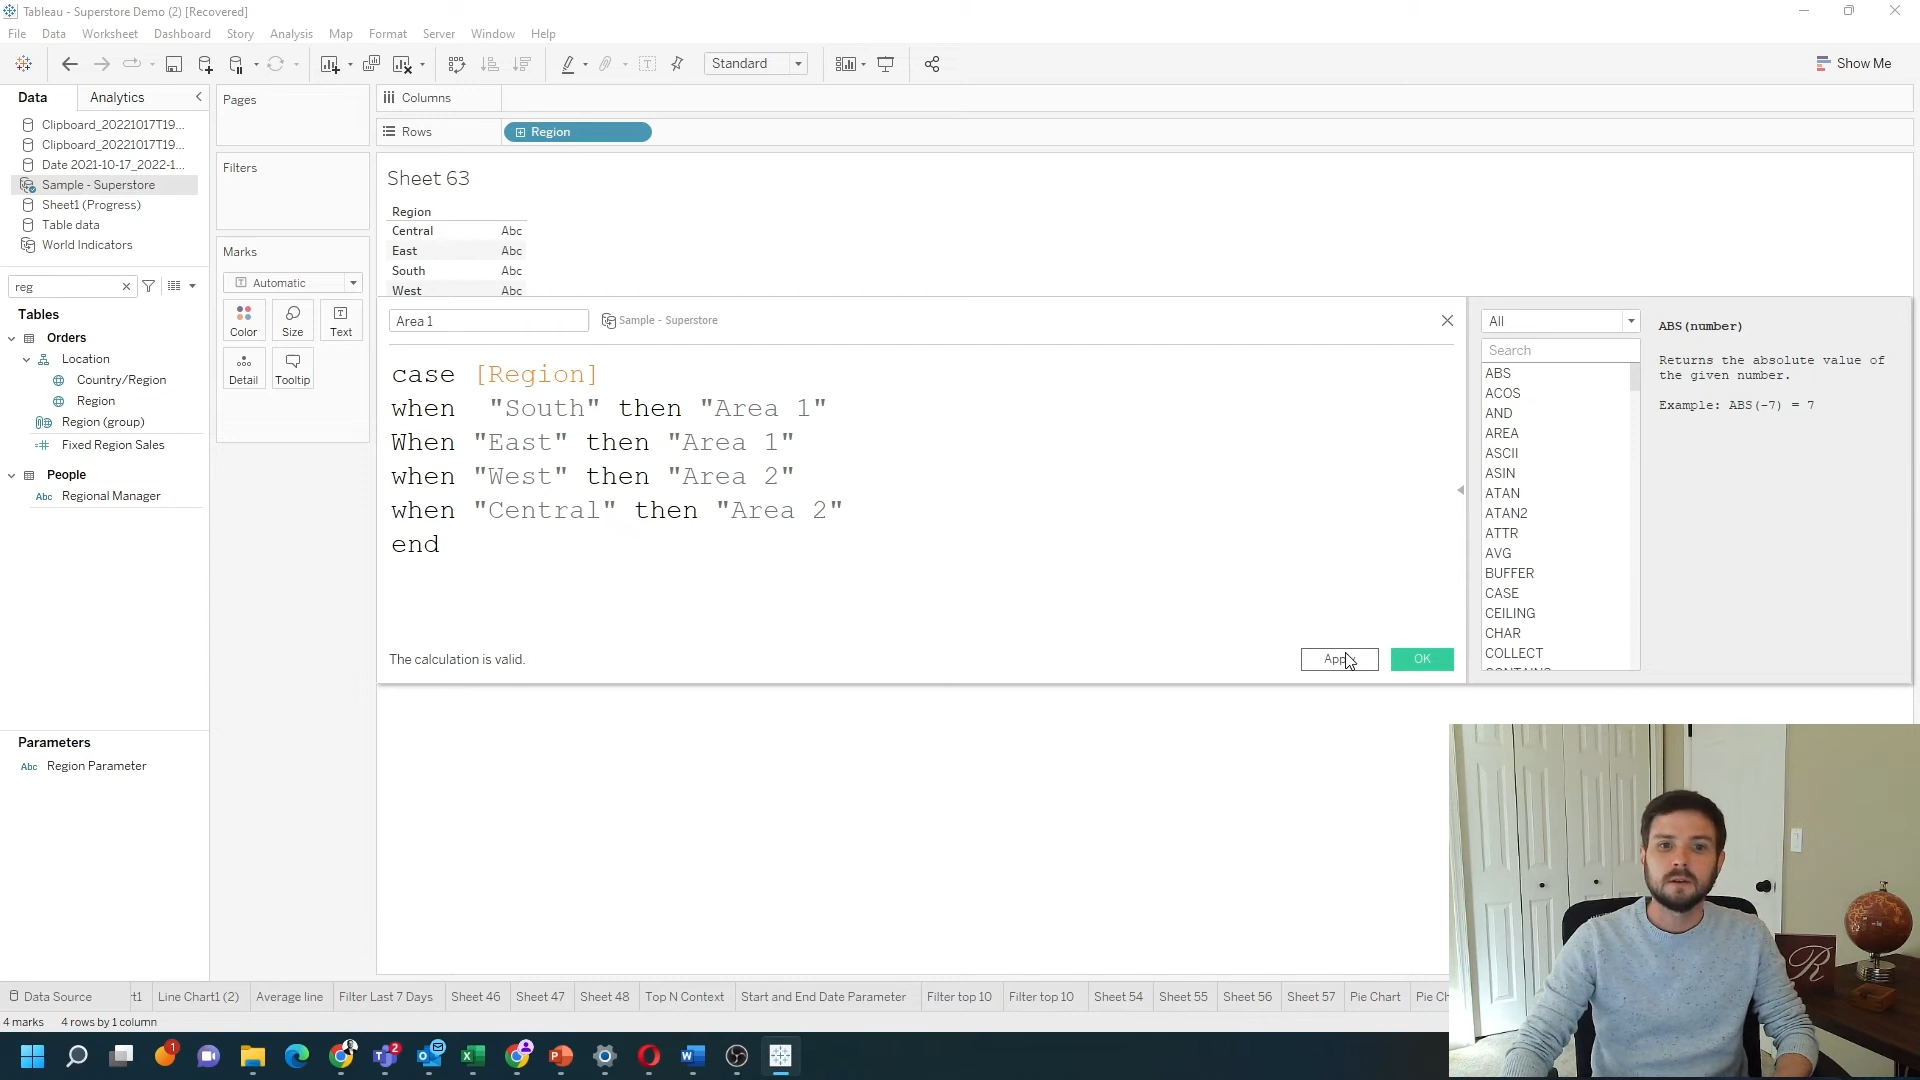 Tableau - Superstore Demo (2) [Recovered]
File Data Worksheet Dashboard Story Analysis Map Format Server Window Help
Standard
Show Me
Data
Analytics
Clipboard_20221017T19...
Clipboard_20221017T19...
Date 2021-10-17_2022-1...
Sample - Superstore
Sheet1 (Progress)
Table data
World Indicators
reg
Tables
Orders
Location
Country/Region
Region
Region (group)
Fixed Region Sales
People
Abc Regional Manager
Parameters
Abc Region Parameter
Pages
Filters
Marks
Automatic
Color
Size
Text
Detail
Tooltip
Columns
Rows
Region
Sheet 63
Region
Central Abc
East Abc
South Abc
West Abc
Area 1
Sample - Superstore
case [Region]
when  "South" then "Area 1"
When "East" then "Area 1"
when "West" then "Area 2"
when "Central" then "Area 2"
end
The calculation is valid.
OK
All
Search
ABS
ACOS
AND
AREA
ASCII
ASIN
ATAN
ATAN2
ATTR
AVG
BUFFER
CASE
CEILING
CHAR
COLLECT
ABS(number)
Returns the absolute value of
the given number.
Example: ABS(-7) = 7
R
Data Source
Line Chart1 (2)
Average line
Filter Last 7 Days
Sheet 46
Sheet 47
Sheet 48
Top N Context
Start and End Date Parameter
Filter top 10
Filter top 10
Sheet 54
Sheet 55
Sheet 56
Sheet 57
Pie Chart
4 marks
4 rows by 1 column
1
2